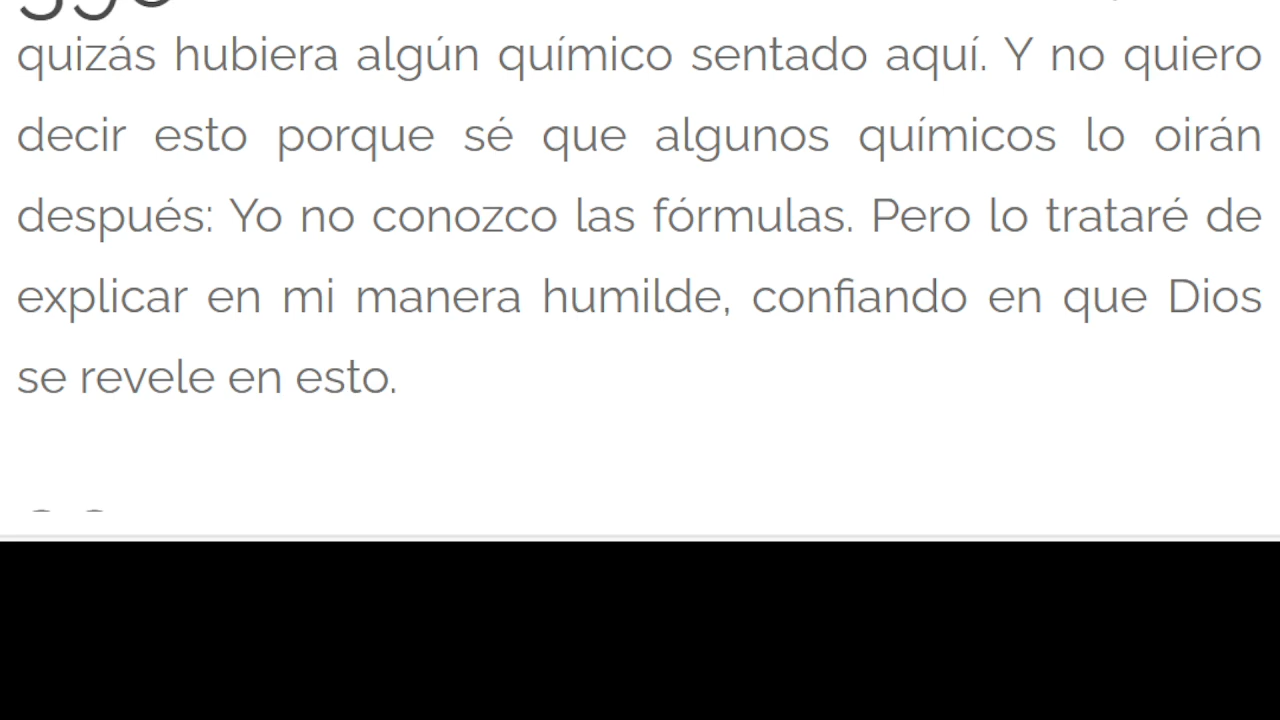 quizás hubiera algún químico sentado aquí. Y no quiero
decir esto porque sé que algunos químicos lo oirán
después: Yo no conozco las fórmulas. Pero lo trataré de
explicar en mi manera humilde, confiando en que Dios
se revele en esto.